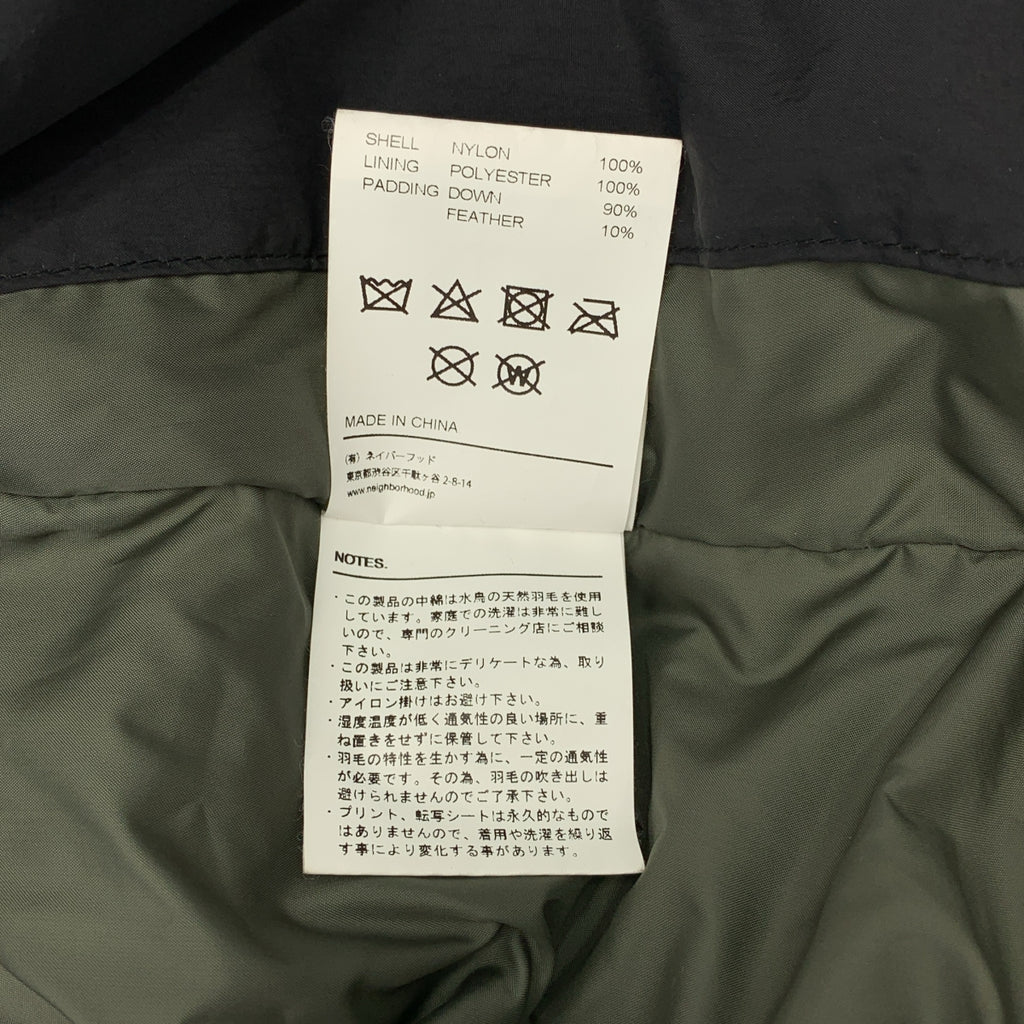 SHELL NYLON 100%
LINING POLYESTER 100%
PADDING DOWN 90%
FEATHER 10%
W
MADE IN CHINA
(有) ネイバーフッド
東京都渋谷区千駄ヶ谷 2-8-14
www.neighborhood.jp
NOTES.
・この製品の中綿は水鳥の天然羽毛を使用
しています。家庭での洗濯は非常に難し
いので、専門のクリーニング店にご相談
下さい。
・この製品は非常にデリケートな為、取り
扱いにご注意下さい。
・アイロン掛けはお避け下さい。
・湿度温度が低く通気性の良い場所に、重
ね置きをせずに保管して下さい。
・羽毛の特性を生かす為に、一定の通気性
が必要です。その為、羽毛の吹き出しは
避けられませんのでご了承下さい。
・プリント、転写シートは永久的なもので
はありませんので、着用や洗濯を繰り返
す事により変化する事があります。